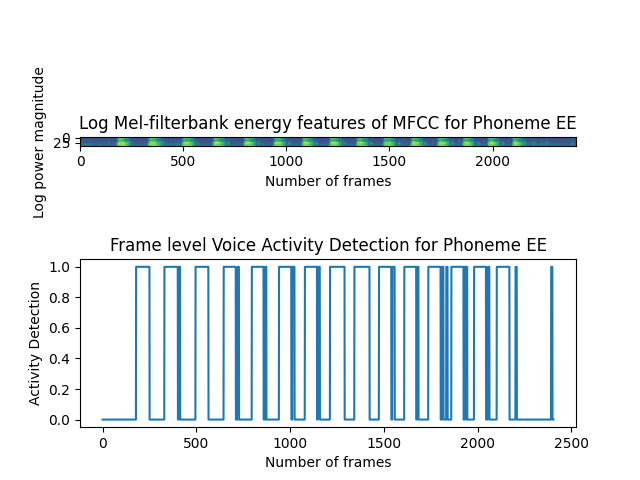 Log Mel-filterbank energy features of MFCC for Phoneme EE
Log power magnitude
0
25
0 500 1000 1500 2000
Number of frames
Frame level Voice Activity Detection for Phoneme EE
Activity Detection
1.0
0.8
0.6
0.4
0.2
0.0
0 500 1000 1500 2000 2500
Number of frames